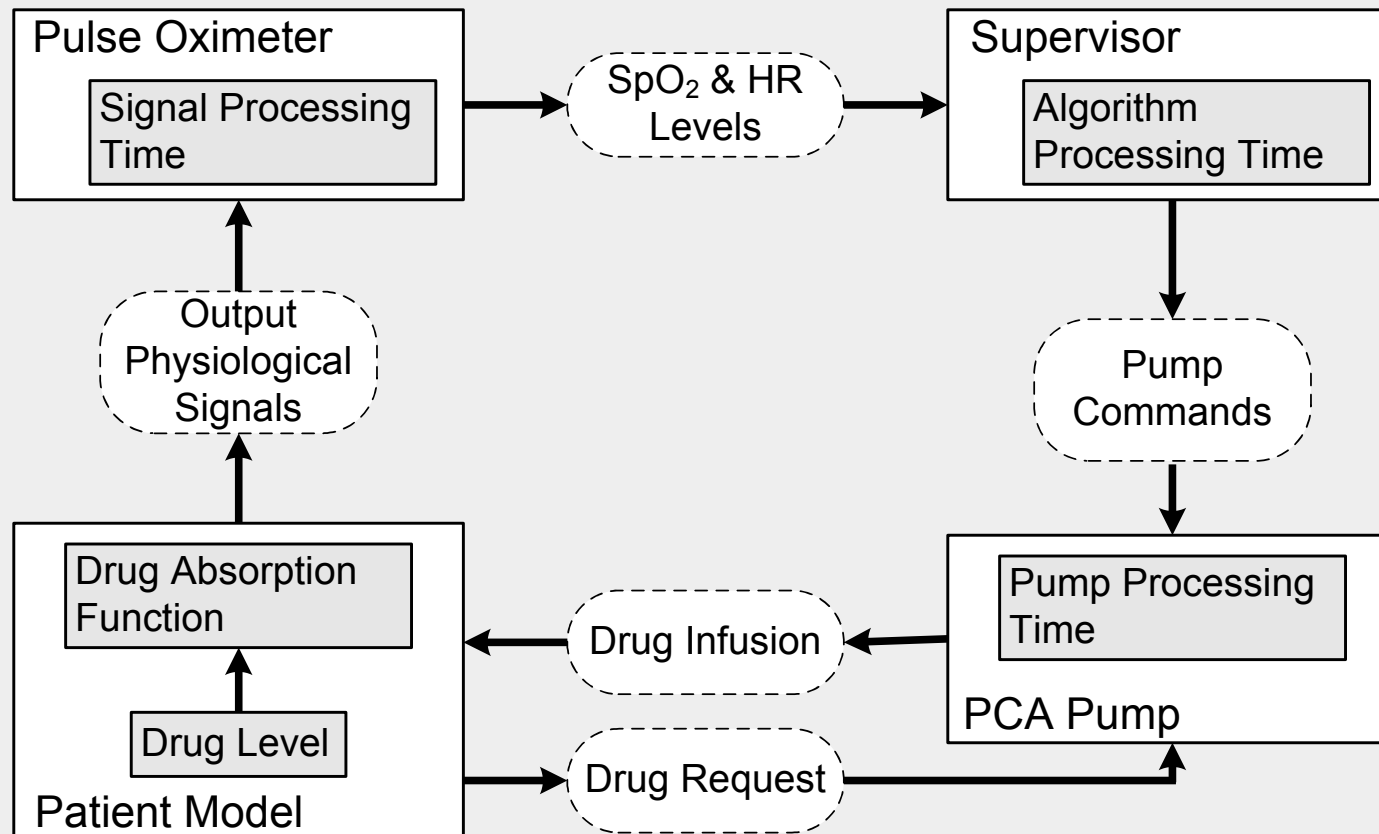 Pulse Oximeter
Signal Processing
Time
SpO₂ & HR
Levels
Supervisor
Algorithm
Processing Time
Output
Physiological
Signals
Pump
Commands
Drug Absorption
Function
Drug Level
Patient Model
Drug Infusion
Drug Request
Pump Processing
Time
PCA Pump